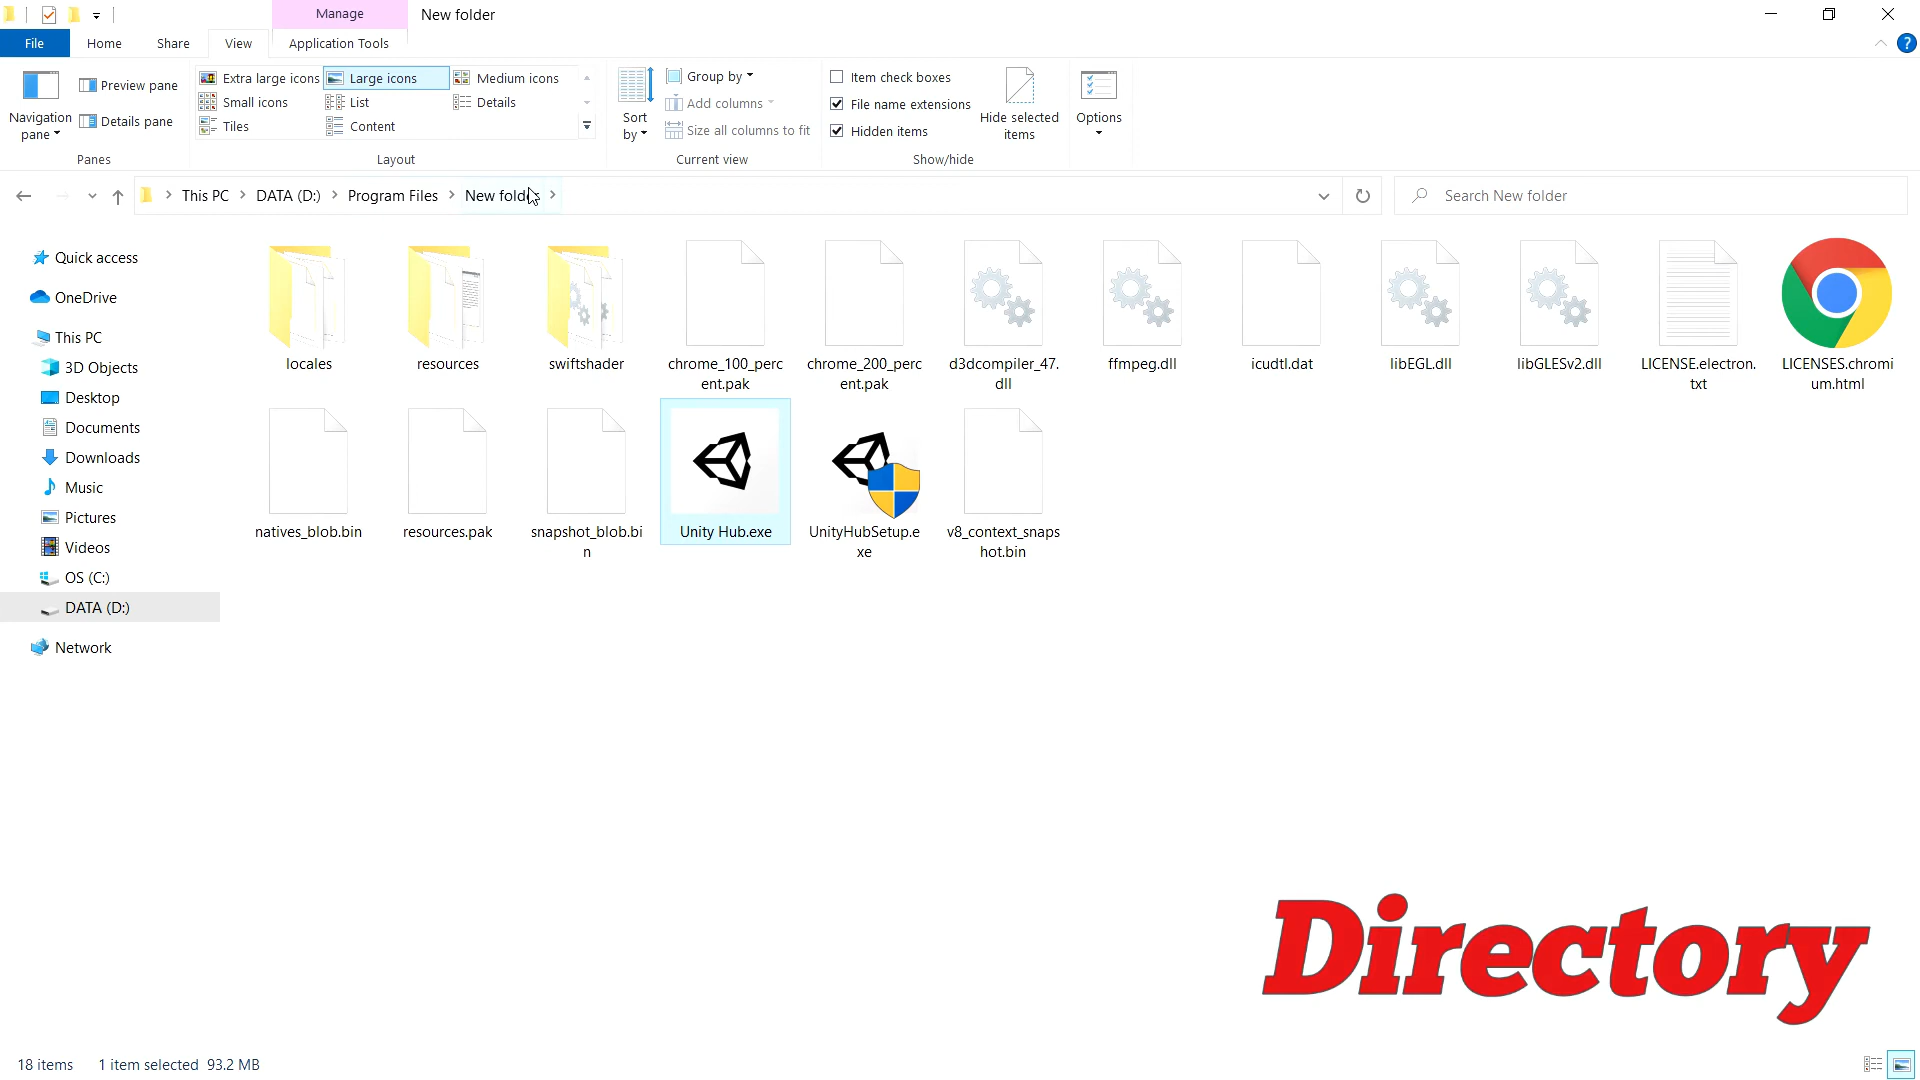 Manage
New folder
File
Home
Share
View
Application Tools
Navigation
pane
Preview pane
Details pane
Panes
Extra large icons
Large icons
Medium icons
Small icons
List
Details
Tiles
Content
Layout
Sort
by
Group by
Add columns
Size all columns to fit
Current view
Item check boxes
File name extensions
Hidden items
Hide selected
items
Show/hide
Options
This PC
DATA (D:)
Program Files
New folder
Search New folder
Quick access
OneDrive
This PC
3D Objects
Desktop
Documents
Downloads
Music
Pictures
Videos
OS (C:)
DATA (D:)
Network
locales
resources
swiftshader
chrome_100_perc
ent.pak
chrome_200_perc
ent.pak
d3dcompiler_47.
dll
ffmpeg.dll
icudtl.dat
libEGL.dll
libGLESv2.dll
LICENSE.electron.
txt
LICENSES.chromi
um.html
natives_blob.bin
resources.pak
snapshot_blob.bi
n
Unity Hub.exe
UnityHubSetup.e
xe
v8_context_snaps
hot.bin
Directory
18 items
1 item selected 93.2 MB